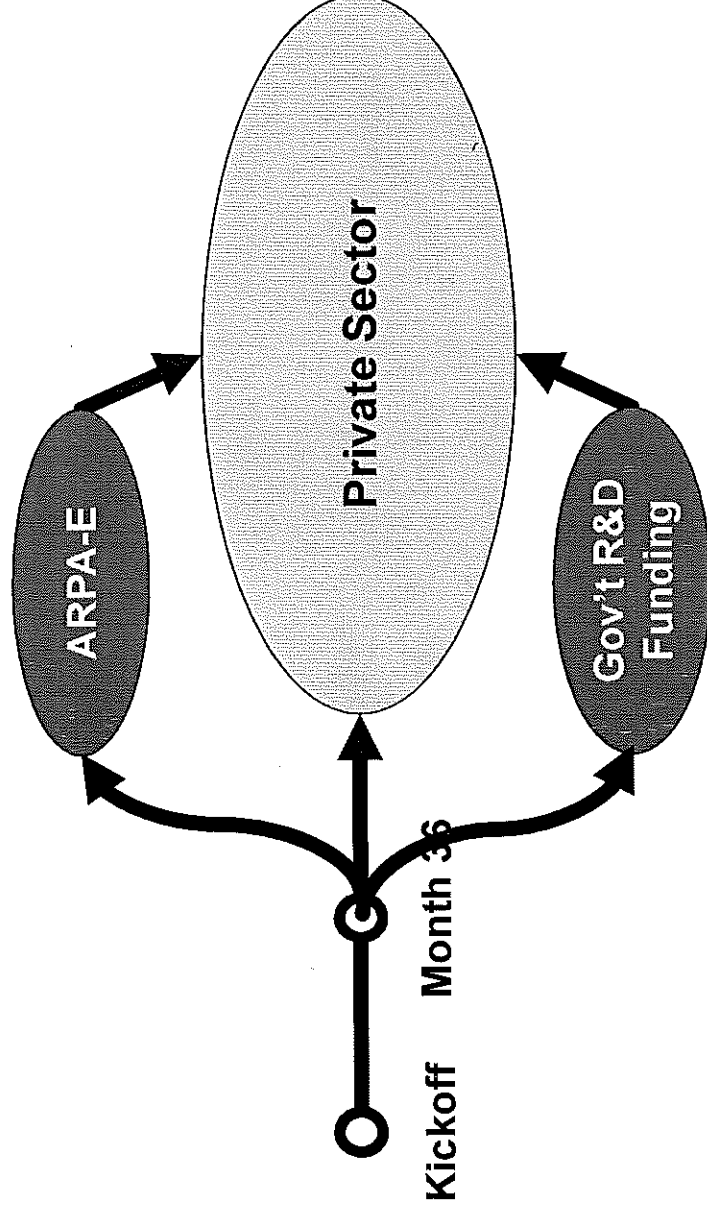 Kickoff
Month 36
ARPA-E
Private Sector
Gov't R&D
Funding